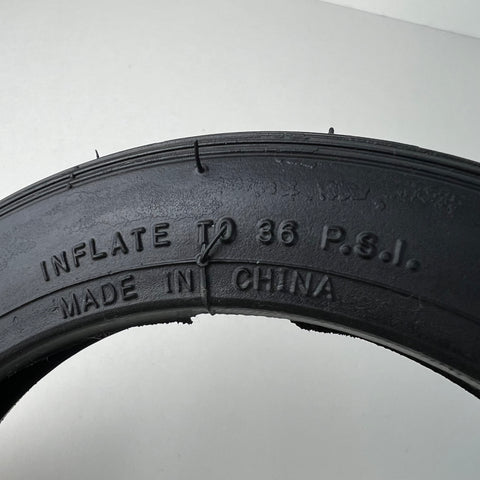 INFLATE TO 36 P.S.I.
MADE IN CHINA